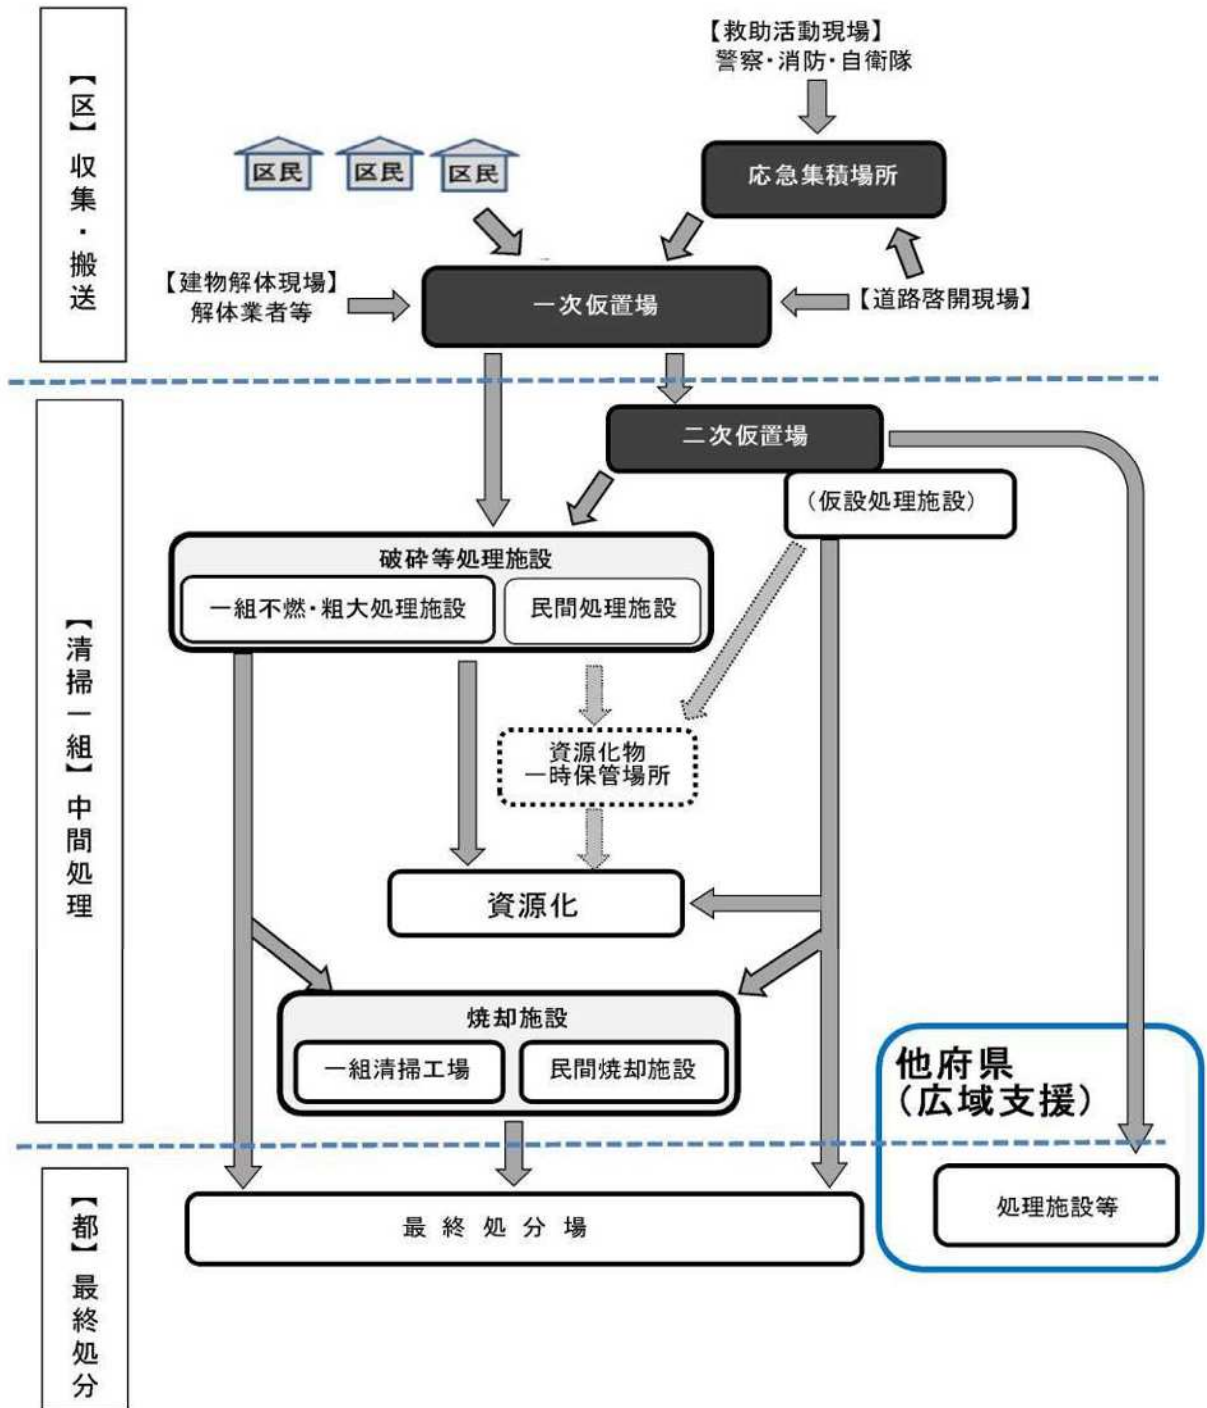 【区】収集・搬送
【救助活動現場】
警察・消防・自衛隊
区民
区民
区民
応急集積場所
【建物解体現場】
解体業者等
一次仮置場
【道路啓開現場】
【清掃一組】中間処理
二次仮置場
（仮設処理施設）
破砕等処理施設
一組不燃・粗大処理施設
民間処理施設
資源化物
一時保管場所
資源化
焼却施設
一組清掃工場
民間焼却施設
他府県
（広域支援）
処理施設等
【都】最終処分
最終処分場